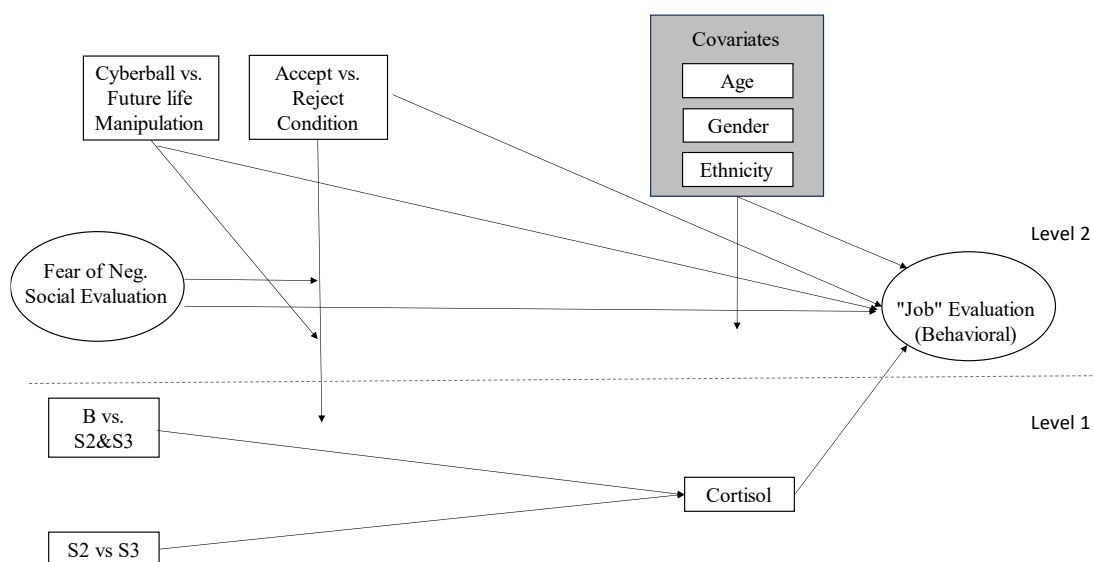 Covariates
Age
Gender
Ethnicity
Cyberball vs.
Future life
Manipulation
Accept vs.
Reject
Condition
Level 2
Fear of Neg.
Social Evaluation
"Job" Evaluation
(Behavioral)
Level 1
B vs.
S2&S3
Cortisol
S2 vs S3